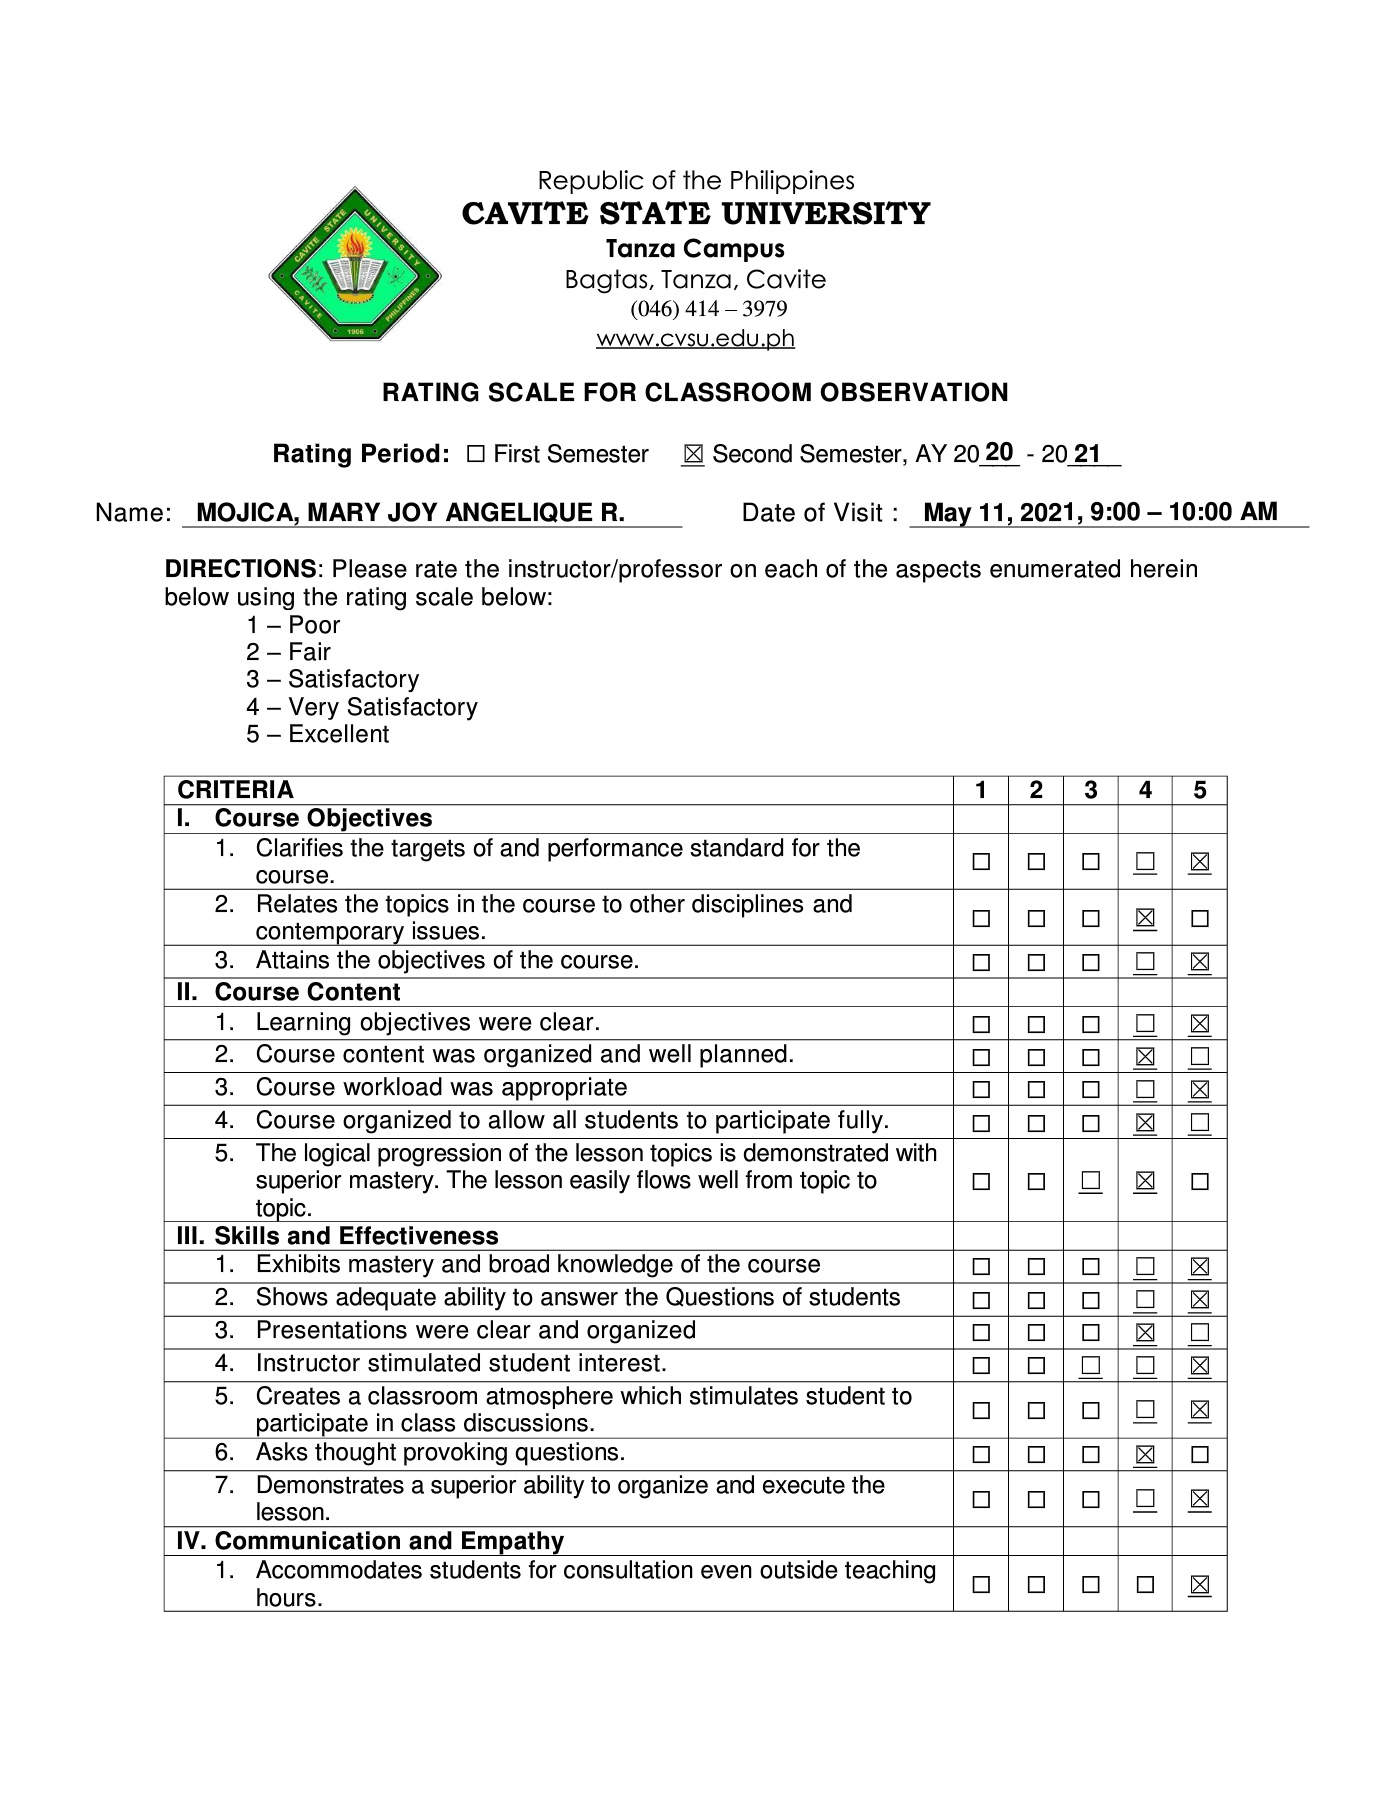 Republic of the Philippines
CAVITE STATE UNIVERSITY
Tanza Campus
Bagtas, Tanza, Cavite
(046) 414 – 3979
www.cvsu.edu.ph
CAVITE STATE UNIVERSITY
CAVITE PHILIPPINES
1906
RATING SCALE FOR CLASSROOM OBSERVATION
Rating Period: ☐ First Semester ☒ Second Semester, AY 20 20 - 20 21
Name: MOJICA, MARY JOY ANGELIQUE R. Date of Visit : May 11, 2021, 9:00 – 10:00 AM
DIRECTIONS: Please rate the instructor/professor on each of the aspects enumerated herein
below using the rating scale below:
1 – Poor
2 – Fair
3 – Satisfactory
4 – Very Satisfactory
5 – Excellent
CRITERIA 1 2 3 4 5
I. Course Objectives
1. Clarifies the targets of and performance standard for the
course. ☐ ☐ ☐ ☐ ☒
2. Relates the topics in the course to other disciplines and
contemporary issues. ☐ ☐ ☐ ☒ ☐
3. Attains the objectives of the course. ☐ ☐ ☐ ☐ ☒
II. Course Content
1. Learning objectives were clear. ☐ ☐ ☐ ☐ ☒
2. Course content was organized and well planned. ☐ ☐ ☐ ☒ ☐
3. Course workload was appropriate ☐ ☐ ☐ ☐ ☒
4. Course organized to allow all students to participate fully. ☐ ☐ ☐ ☒ ☐
5. The logical progression of the lesson topics is demonstrated with
superior mastery. The lesson easily flows well from topic to
topic. ☐ ☐ ☐ ☒ ☐
III. Skills and Effectiveness
1. Exhibits mastery and broad knowledge of the course ☐ ☐ ☐ ☐ ☒
2. Shows adequate ability to answer the Questions of students ☐ ☐ ☐ ☐ ☒
3. Presentations were clear and organized ☐ ☐ ☐ ☒ ☐
4. Instructor stimulated student interest. ☐ ☐ ☐ ☐ ☒
5. Creates a classroom atmosphere which stimulates student to
participate in class discussions. ☐ ☐ ☐ ☐ ☒
6. Asks thought provoking questions. ☐ ☐ ☐ ☒ ☐
7. Demonstrates a superior ability to organize and execute the
lesson. ☐ ☐ ☐ ☐ ☒
IV. Communication and Empathy
1. Accommodates students for consultation even outside teaching
hours. ☐ ☐ ☐ ☐ ☒